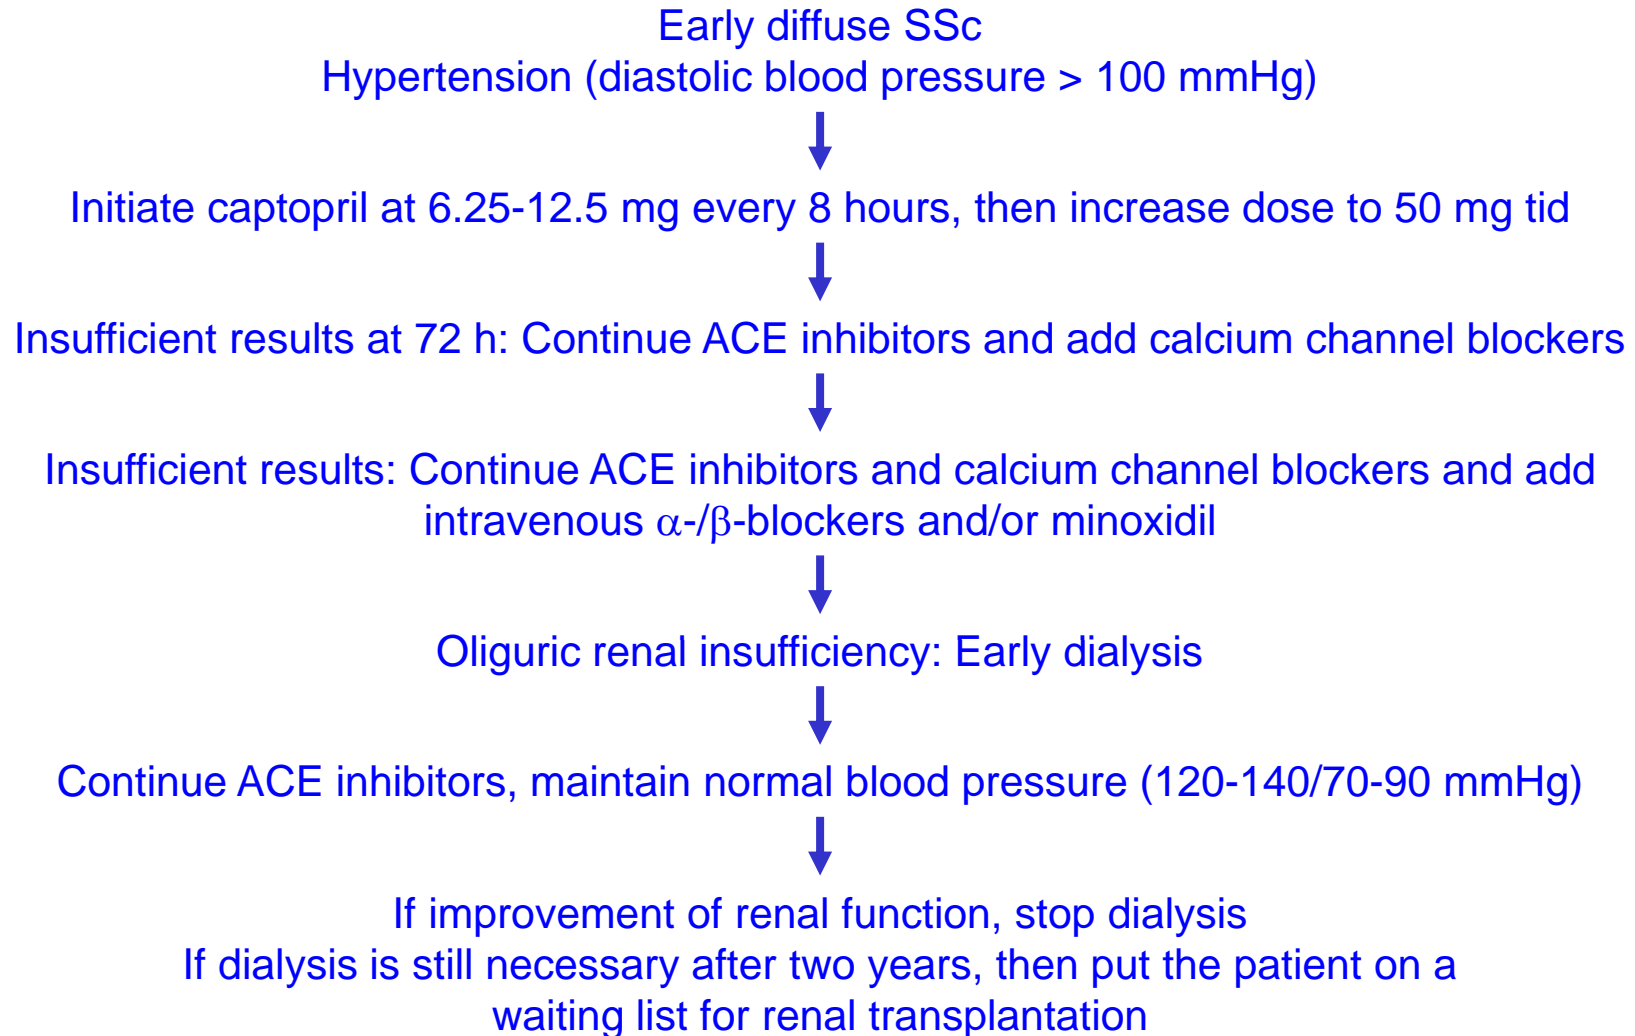 Early diffuse SSc
Hypertension (diastolic blood pressure > 100 mmHg)
Initiate captopril at 6.25-12.5 mg every 8 hours, then increase dose to 50 mg tid
Insufficient results at 72 h: Continue ACE inhibitors and add calcium channel blockers
Insufficient results: Continue ACE inhibitors and calcium channel blockers and add
intravenous α-/β-blockers and/or minoxidil
Oliguric renal insufficiency: Early dialysis
Continue ACE inhibitors, maintain normal blood pressure (120-140/70-90 mmHg)
If improvement of renal function, stop dialysis
If dialysis is still necessary after two years, then put the patient on a
waiting list for renal transplantation